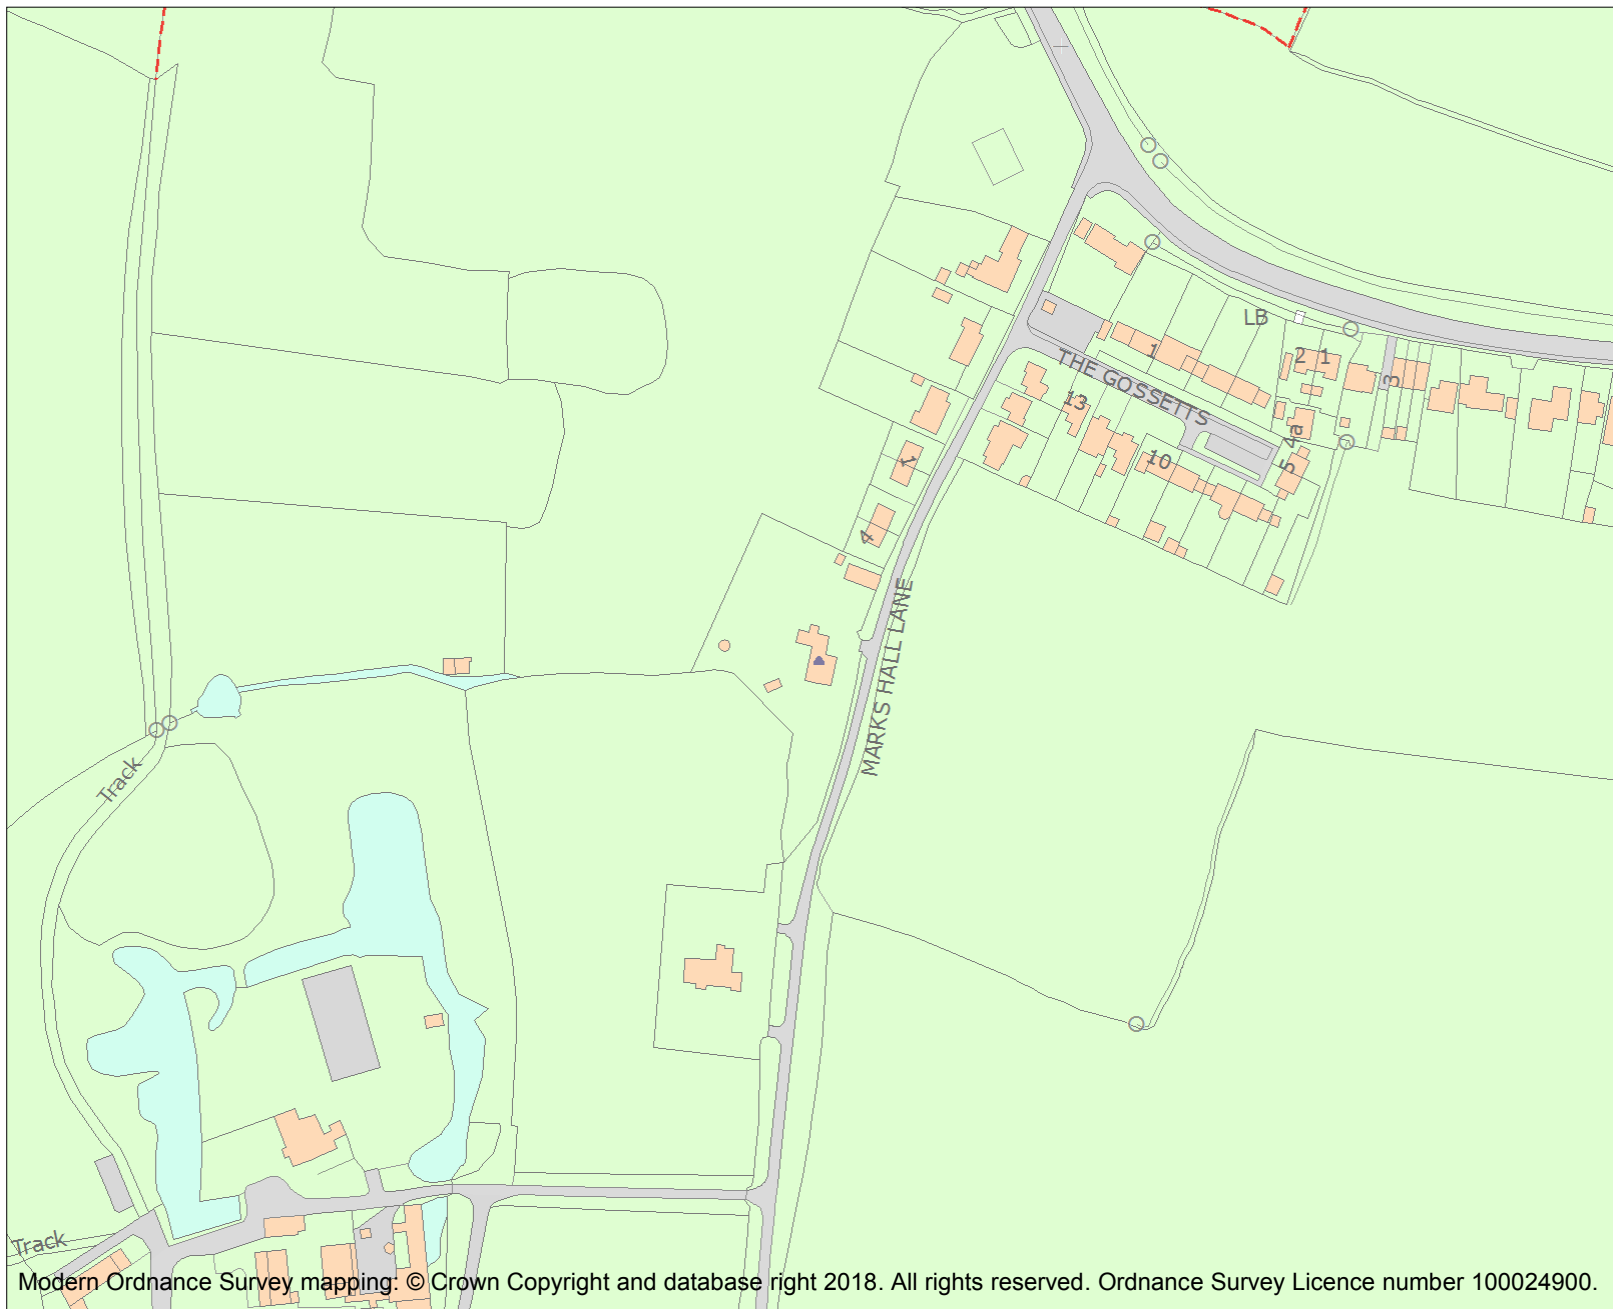 LB
1
2 1
3
THE GOSSETTS
13
4a
1
10
5
4
MARKS HALL LANE
Track
Track
Modern Ordnance Survey mapping: © Crown Copyright and database right 2018. All rights reserved. Ordnance Survey Licence number 100024900.